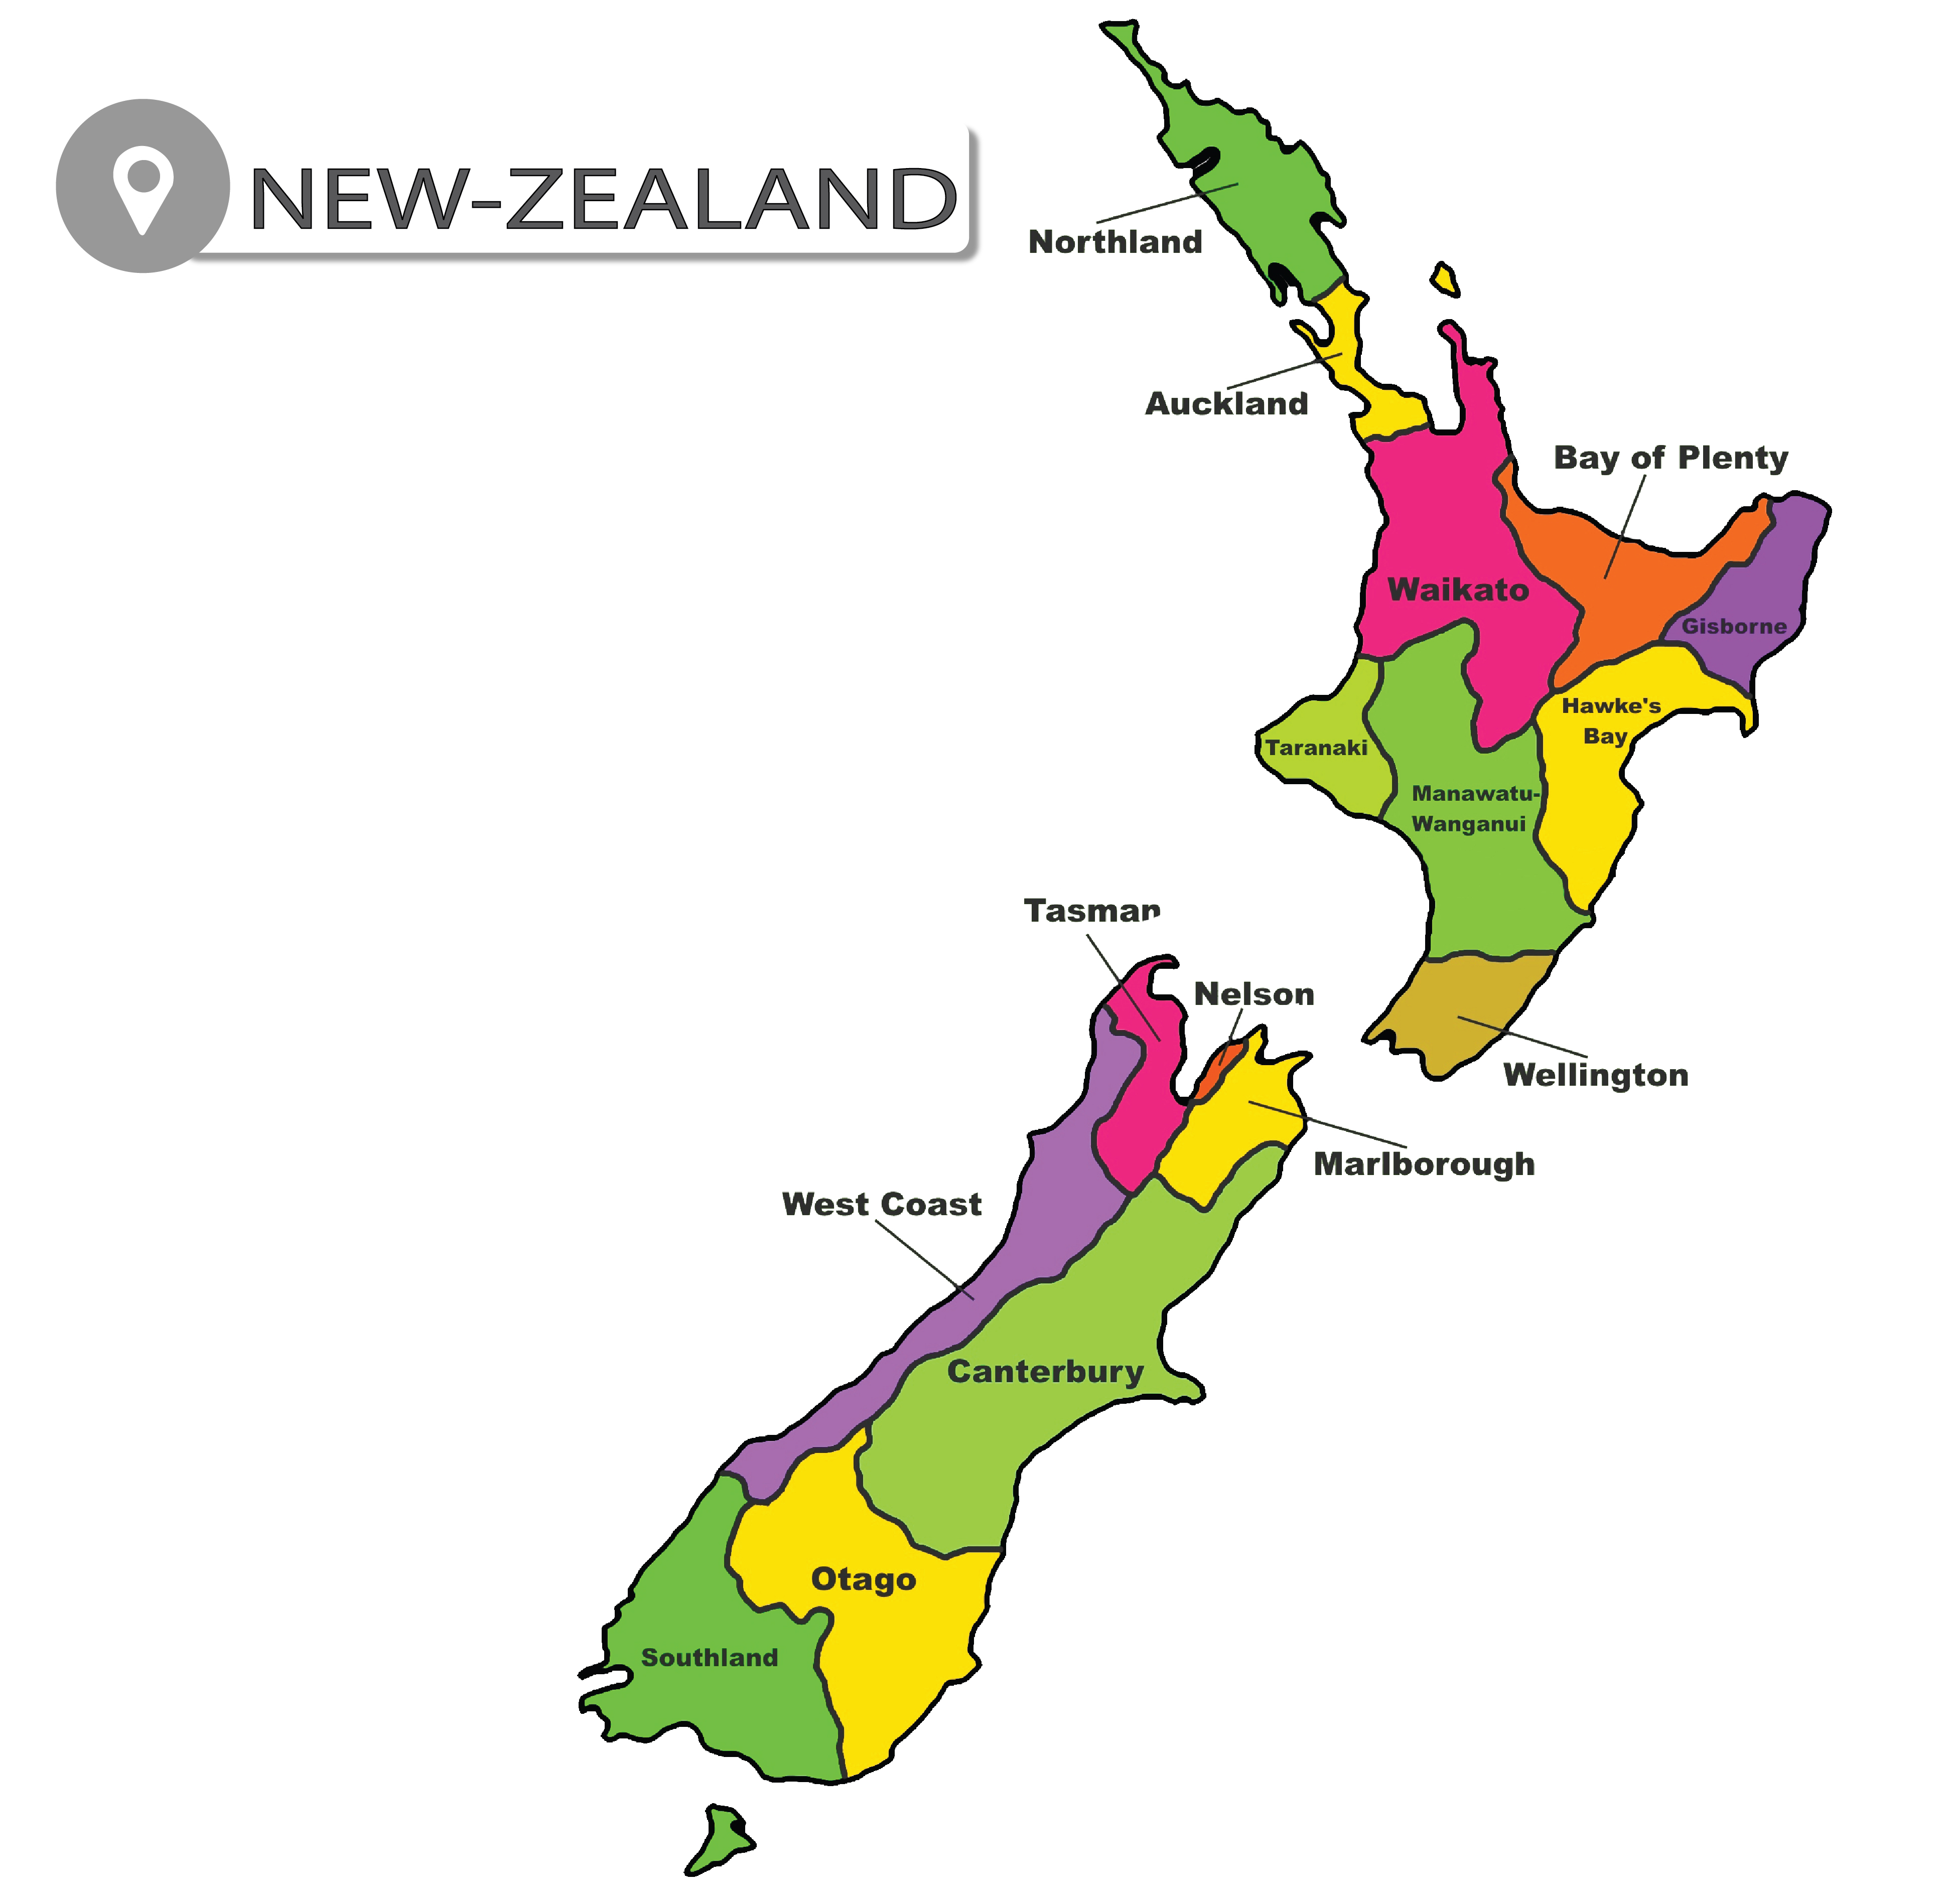 NEW-ZEALAND
Northland
Auckland
Bay of Plenty
Waikato
Gisborne
Hawke's
Bay
Taranaki
Manawatu-
Wanganui
Tasman
Nelson
Wellington
Marlborough
West Coast
Canterbury
Otago
Southland